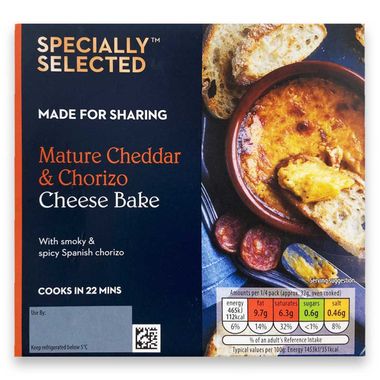 SPECIALLY™
SELECTED
MADE FOR SHARING
Mature Cheddar
& Chorizo
Cheese Bake
With smoky &
spicy Spanish chorizo
COOKS IN 22 MINS
Use By:
Keep refrigerated below 5°C
Serving suggestion
Amounts per 1/4 pack (approx. 32g, oven cooked)
energy fat saturates sugars salt
465kJ 112kcal 9.7g 6.3g 0.6g 0.46g
6% 14% 32% <1% 8%
% of an adult's Reference Intake
Typical values per 100g: Energy 1453kJ/351kcal